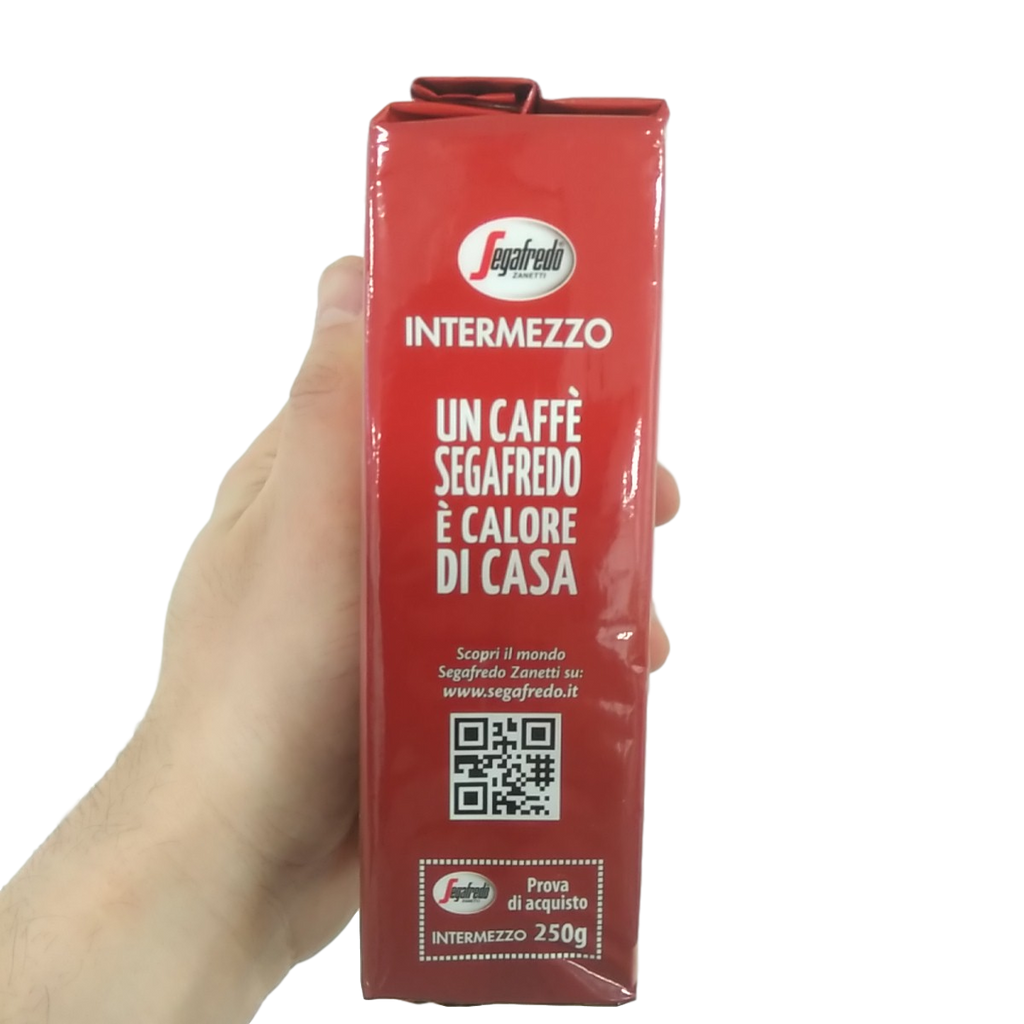 Segafredo®
ZANETTI
INTERMEZZO
UN CAFFÈ
SEGAFREDO
È CALORE
DI CASA
Scopri il mondo
Segafredo Zanetti su:
www.segafredo.it
Segafredo
ZANETTI
Prova
di acquisto
INTERMEZZO 250g